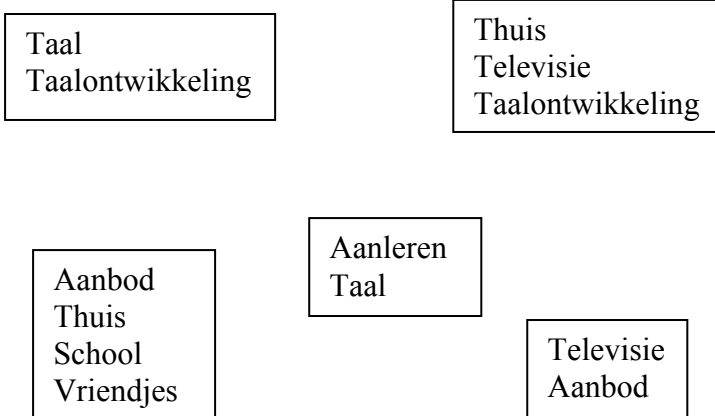 Taal
Taalontwikkeling
Thuis
Televisie
Taalontwikkeling
Aanleren
Taal
Aanbod
Thuis
School
Vriendjes
Televisie
Aanbod